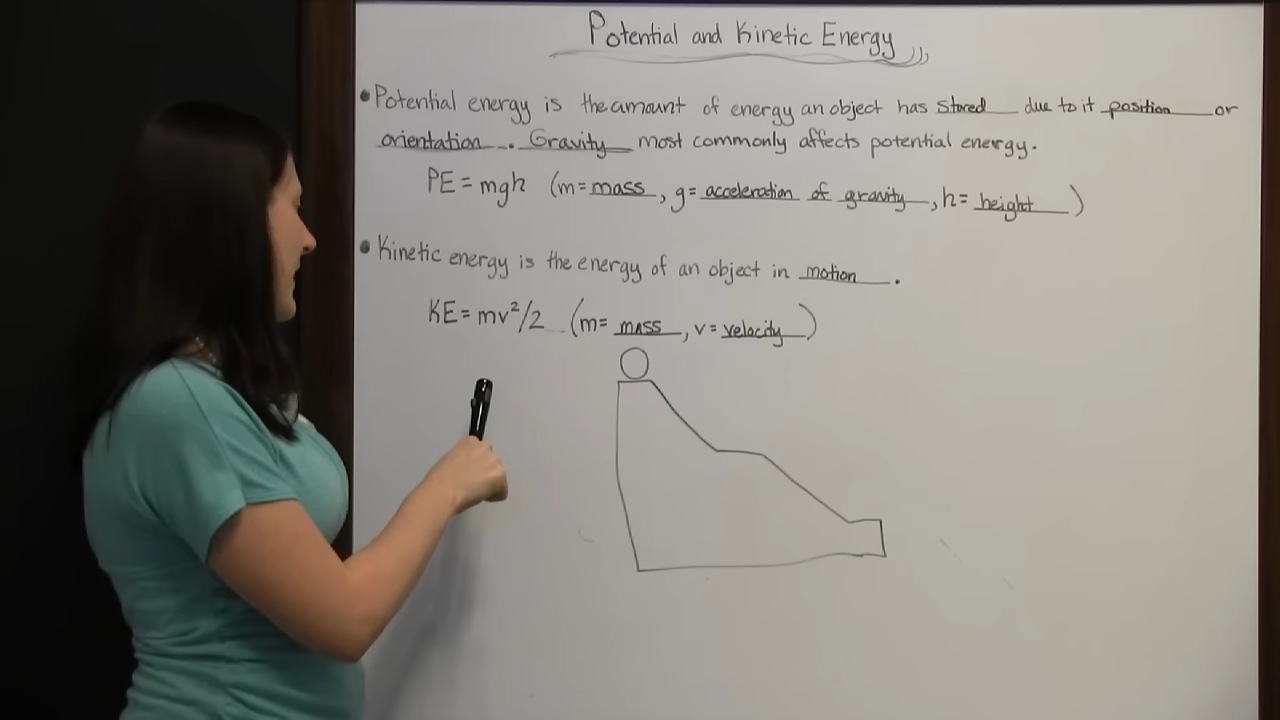 Potential and Kinetic Energy
• Potential energy is the amount of energy an object has stored due to it position or
orientation. Gravity most commonly affects potential energy.
PE = mgh (m= mass, g= acceleration of gravity, h= height)
• Kinetic energy is the energy of an object in motion.
KE = mv²/2 (m= mass, v= velocity)